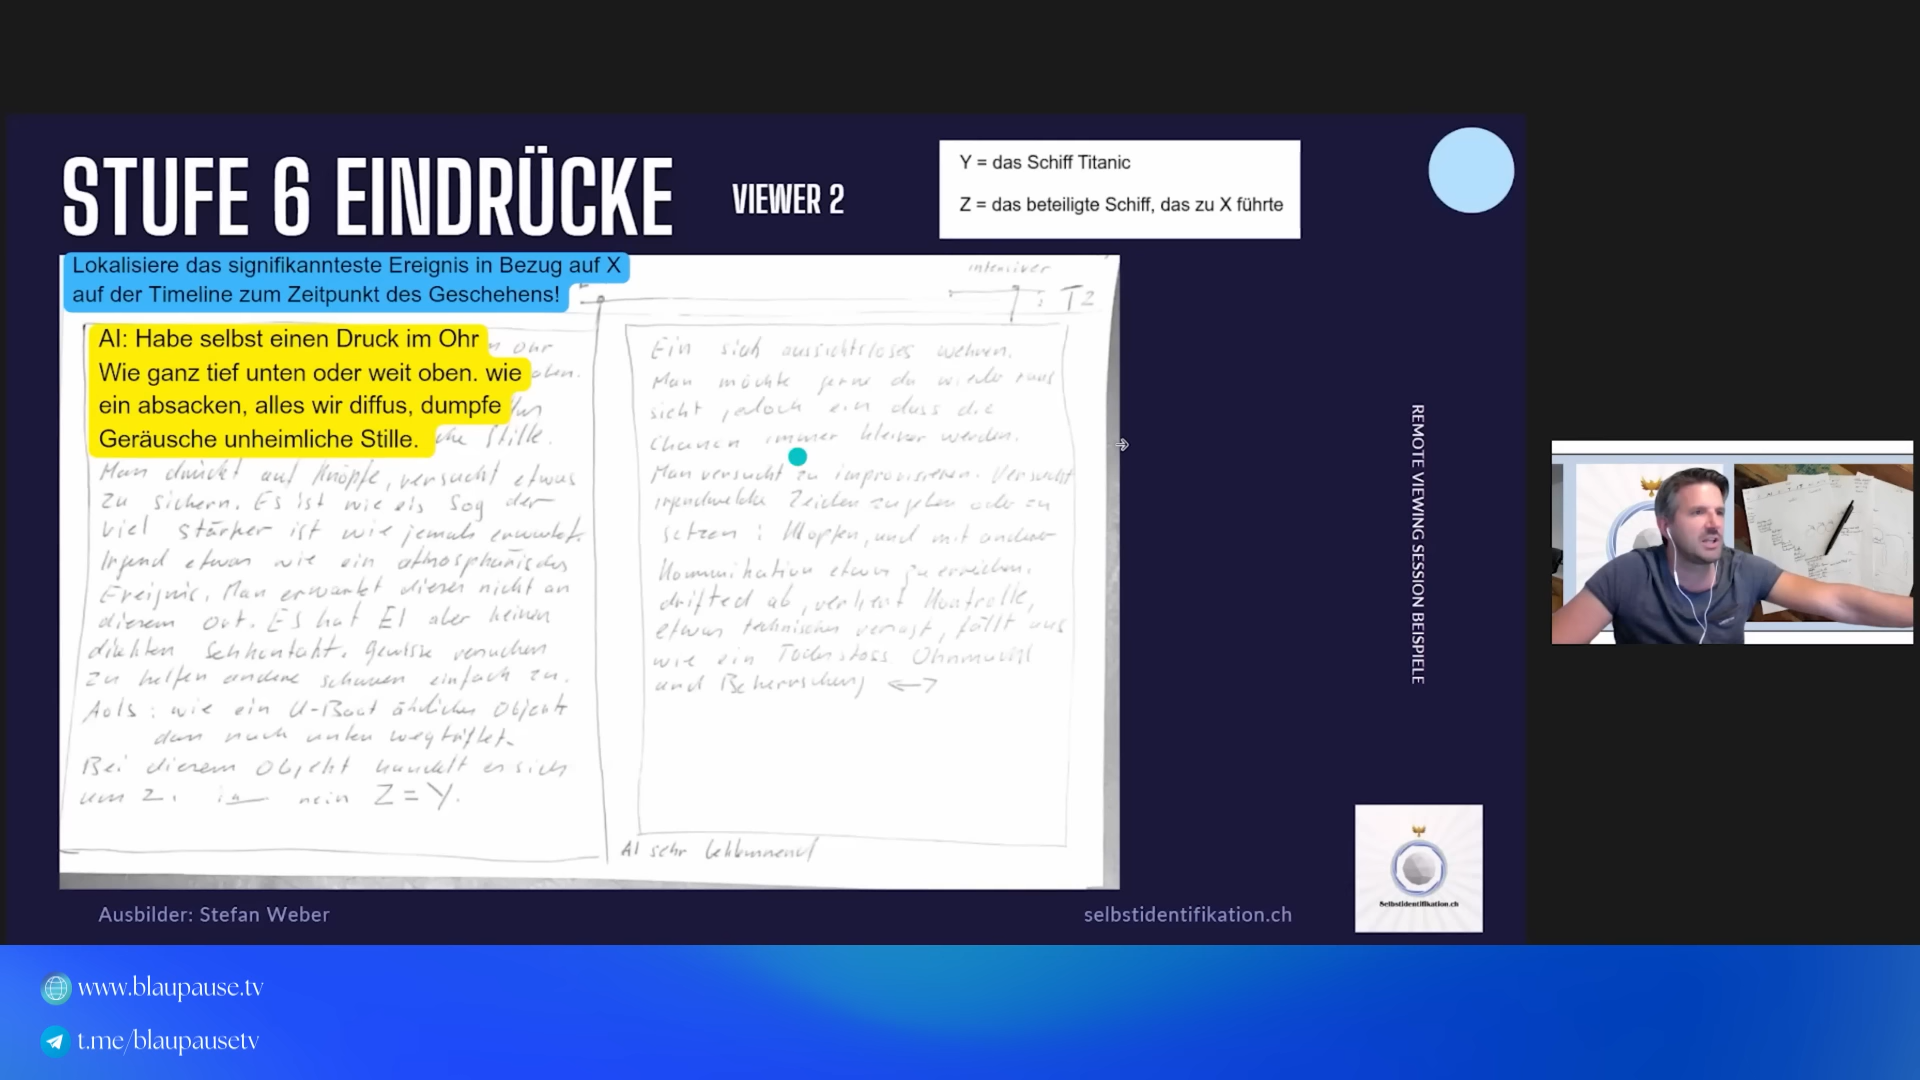 STUFE 6 EINDRÜCKE
VIEWER 2
Y = das Schiff Titanic
Z = das beteiligte Schiff, das zu X führte
Lokalisiere das signifikannteste Ereignis in Bezug auf X
auf der Timeline zum Zeitpunkt des Geschehens!
AI: Habe selbst einen Druck im Ohr
Wie ganz tief unten oder weit oben. wie
ein absacken, alles wir diffus, dumpfe
Geräusche unheimliche Stille.
Man drückt auf Knöpfe, versucht etwas
zu sichern. Es ist wie ein Sog der
viel stärker ist wie jemals erwartet.
Irgend etwas wie ein athmosphärisches
Ereignis. Man erwartet dieses nicht an
diesem Ort. Es hat EI aber keinen
direkten Sehkontakt. Gewisse versuchen
zu helfen andere schauen einfach zu.
Aols: wie ein U-Boot ähnliches Objekt
dann nach unten
Bei diesem Objekt handelt es sich
um Z. nein Z=Y.
intensiver
T2
Ein sich aussichtsloses wehren.
Man möchte gerne da wieder raus
sieht jedoch ein dass die
Chancen immer kleiner werden.
Man versucht zu improvisieren. Versucht
irgendwelche Zeichen zu geben oder zu
setzen: Klopfen, und mit anderer
Kommunikation etwas zu erreichen.
drifted ab, verliert Kontrolle,
etwas technisches versagt, fällt aus
wie ein Todesstoss. Ohnmacht
und Beherrschung <->
AI sehr beklemmend
REMOTE VIEWING SESSION BEISPIELE
Selbstidentifikation.ch
Ausbilder: Stefan Weber
selbstidentifikation.ch
www.blaupause.tv
t.me/blaupausetv